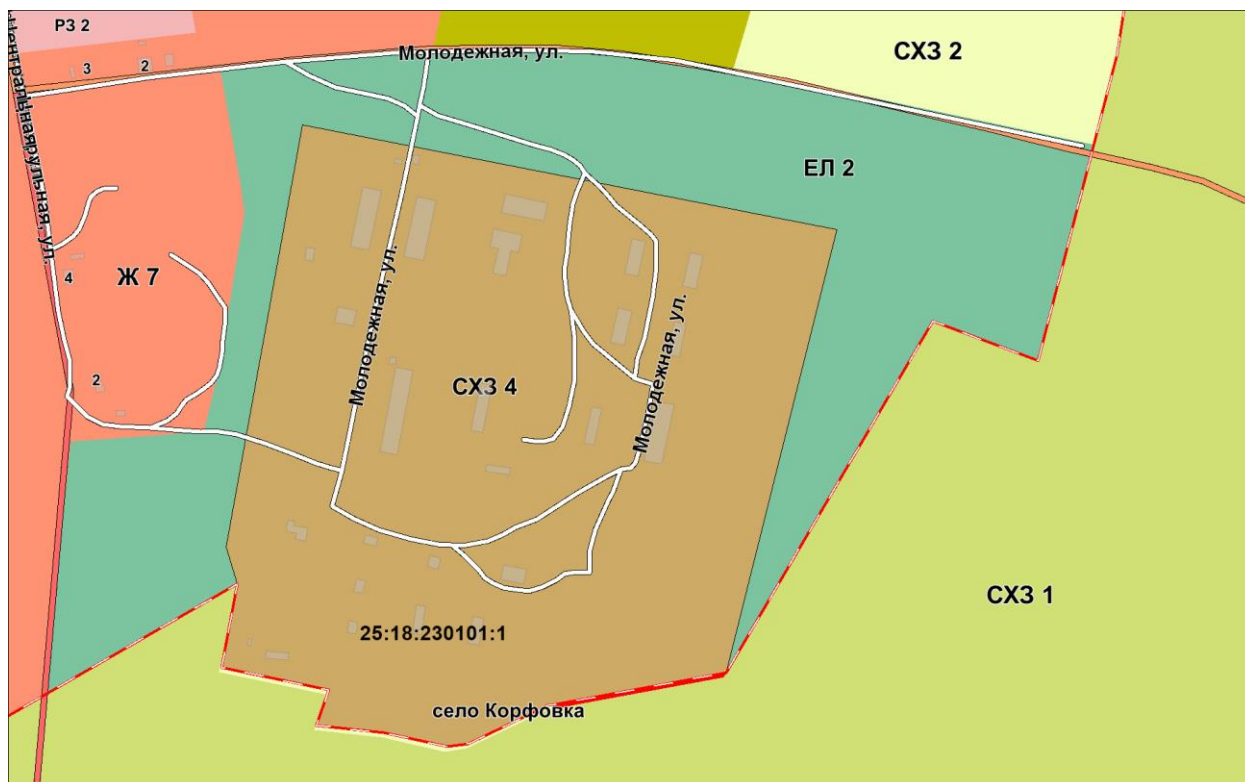 РЗ 2
Молодежная, ул.
СХЗ 2
3
2
ЕЛ 2
Молодежная, ул.
4
Ж 7
Молодежная, ул.
2
СХЗ 4
СХЗ 1
25:18:230101:1
село Корфовка